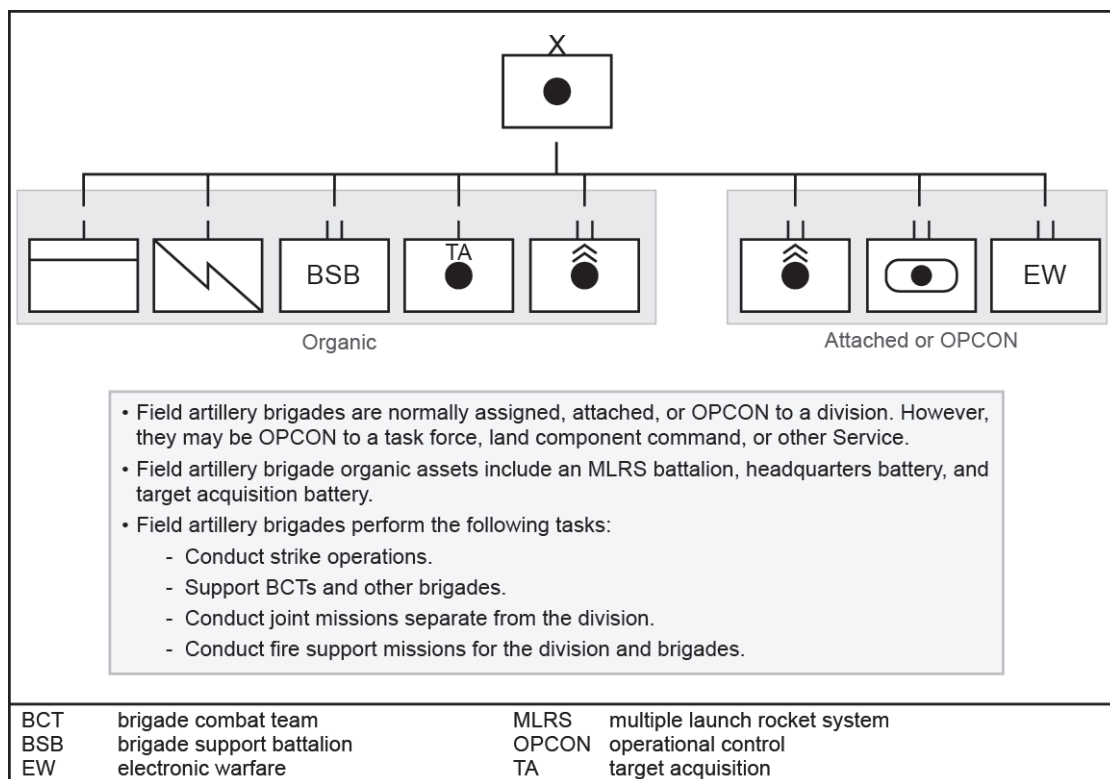 X
TA
BSB
EW
Organic
Attached or OPCON
• Field artillery brigades are normally assigned, attached, or OPCON to a division. However,
they may be OPCON to a task force, land component command, or other Service.
• Field artillery brigade organic assets include an MLRS battalion, headquarters battery, and
target acquisition battery.
• Field artillery brigades perform the following tasks:
- Conduct strike operations.
- Support BCTs and other brigades.
- Conduct joint missions separate from the division.
- Conduct fire support missions for the division and brigades.
BCT brigade combat team
BSB brigade support battalion
EW electronic warfare
MLRS multiple launch rocket system
OPCON operational control
TA target acquisition